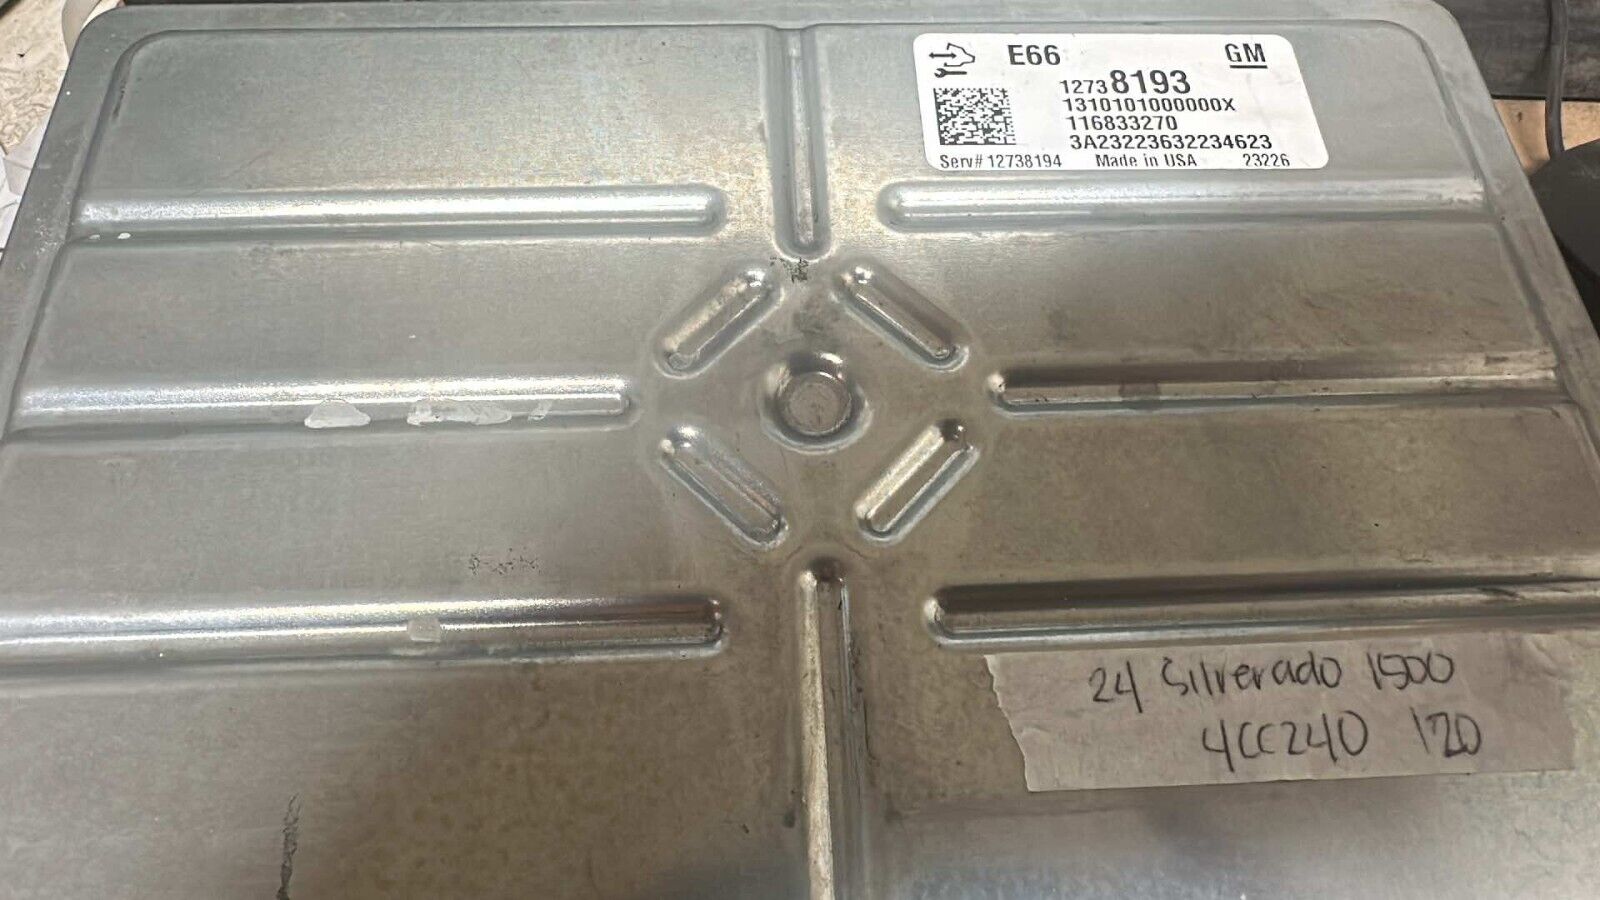 E66 GM
12738193
1310101000000X
116833270
3A23223632234623
Serv# 12738194 Made in USA 23226
24 Silverado 1500
4CC240 120